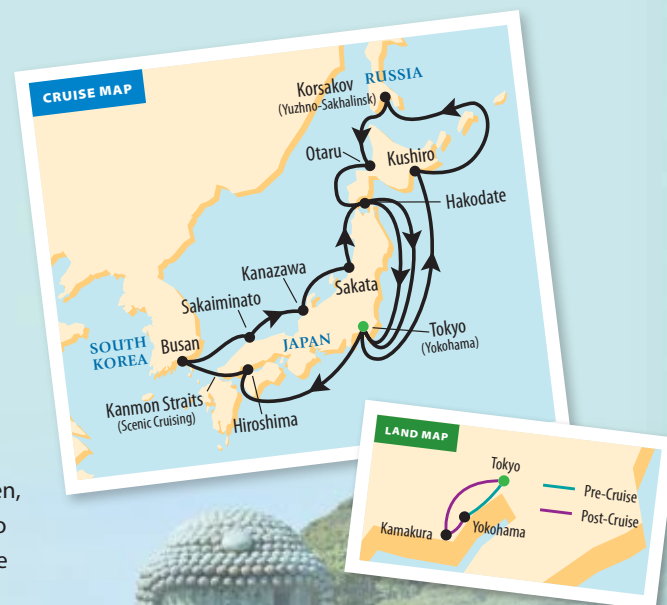 CRUISE MAP
Korsakov
(Yuzhno-Sakhalinsk)
RUSSIA
Otaru
Kushiro
Hakodate
Kanazawa
Sakata
Sakaiminato
SOUTH
KOREA
Busan
JAPAN
Tokyo
(Yokohama)
Kanmon Straits
(Scenic Cruising)
Hiroshima
LAND MAP
Tokyo
Pre-Cruise
Post-Cruise
Kamakura
Yokohama
en,
o
e